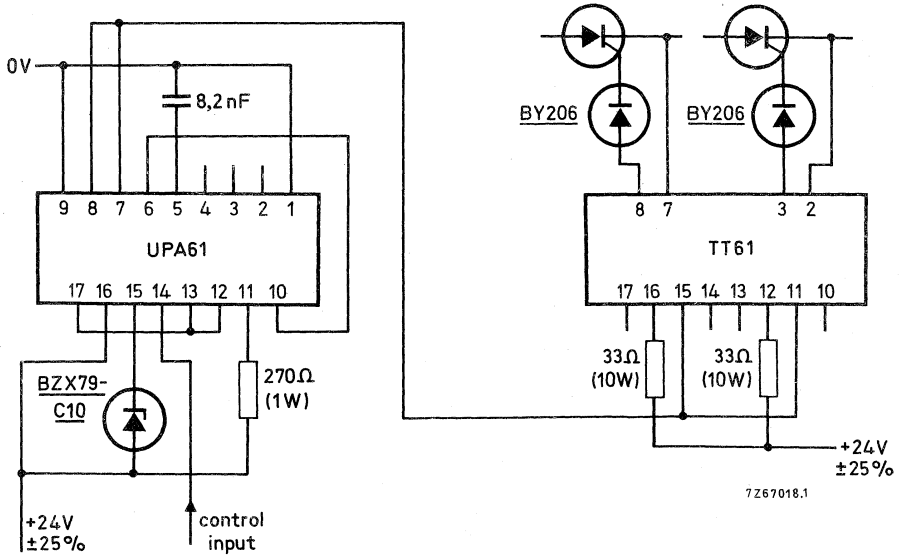 0V
8,2nF
BY206
BY206
9 8 7 6 5 4 3 2 1
8 7 3 2
UPA61
TT61
17 16 15 14 13 12 11 10
17 16 15 14 13 12 11 10
33Ω
(10W)
33Ω
(10W)
BZX79-
C10
270Ω
(1W)
+24V
±25%
7Z67018.1
+24V
±25%
control
input